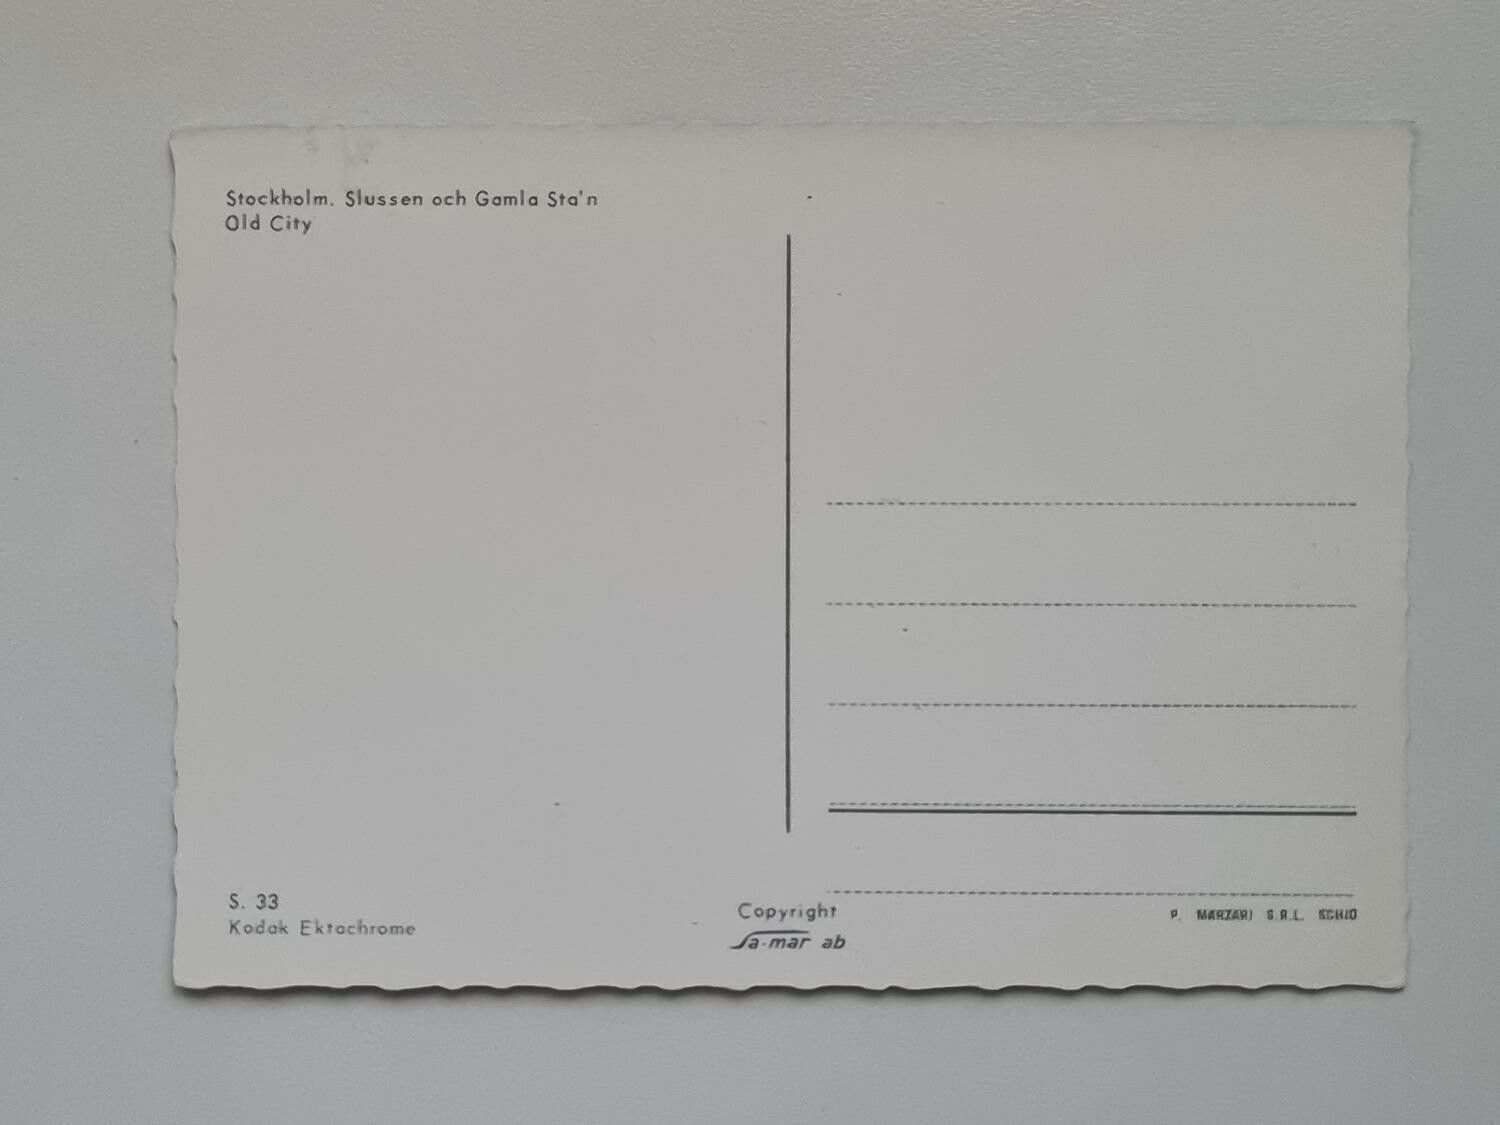 Stockholm. Slussen och Gamla Sta'n
Old City
S. 33
Kodak Ektachrome
Copyright
Sa-mar ab
P. MARZARI S.R.L. SCHIO